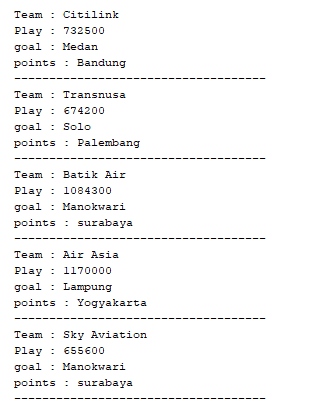 Team : Citilink
Play : 732500
goal : Medan
points : Bandung
------------------------------------
Team : Transnusa
Play : 674200
goal : Solo
points : Palembang
------------------------------------
Team : Batik Air
Play : 1084300
goal : Manokwari
points : surabaya
------------------------------------
Team : Air Asia
Play : 1170000
goal : Lampung
points : Yogyakarta
------------------------------------
Team : Sky Aviation
Play : 655600
goal : Manokwari
points : surabaya
------------------------------------